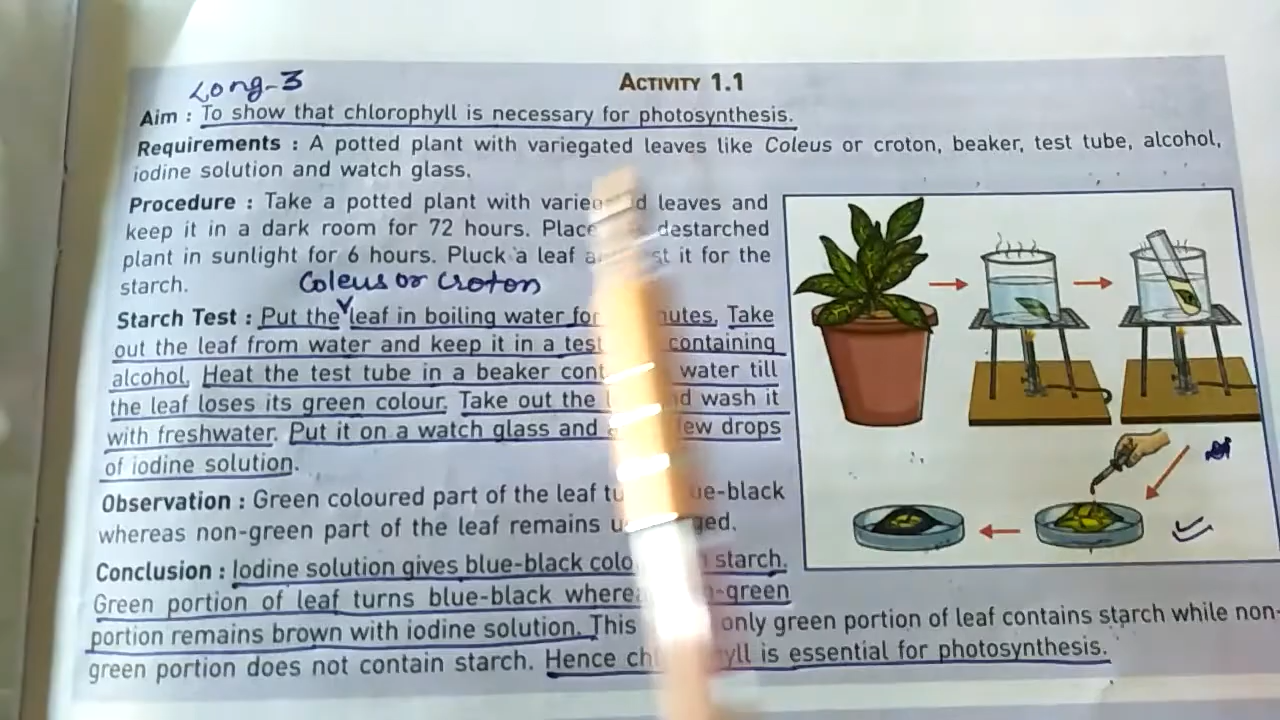 Long-3
ACTIVITY 1.1
Aim : To show that chlorophyll is necessary for photosynthesis.
Requirements : A potted plant with variegated leaves like Coleus or croton, beaker, test tube, alcohol,
iodine solution and watch glass.
Procedure : Take a potted plant with leaves and
keep it in a dark room for 72 hours. Place destarched
plant in sunlight for 6 hours. Pluck a leaf it for the
starch.
Coleus or Croton
Starch Test : Put the leaf in boiling water for Take
out the leaf from water and keep it in a test containing
alcohol. Heat the test tube in a beaker water till
the leaf loses its green colour. Take out the wash it
with freshwater. Put it on a watch glass and few drops
of iodine solution.
Observation : Green coloured part of the leaf
whereas non-green part of the leaf remains
Conclusion : Iodine solution gives blue-black starch.
Green portion of leaf turns blue-black
portion remains brown with iodine solution. This only green portion of leaf contains starch while non-
green portion does not contain starch. Hence is essential for photosynthesis.